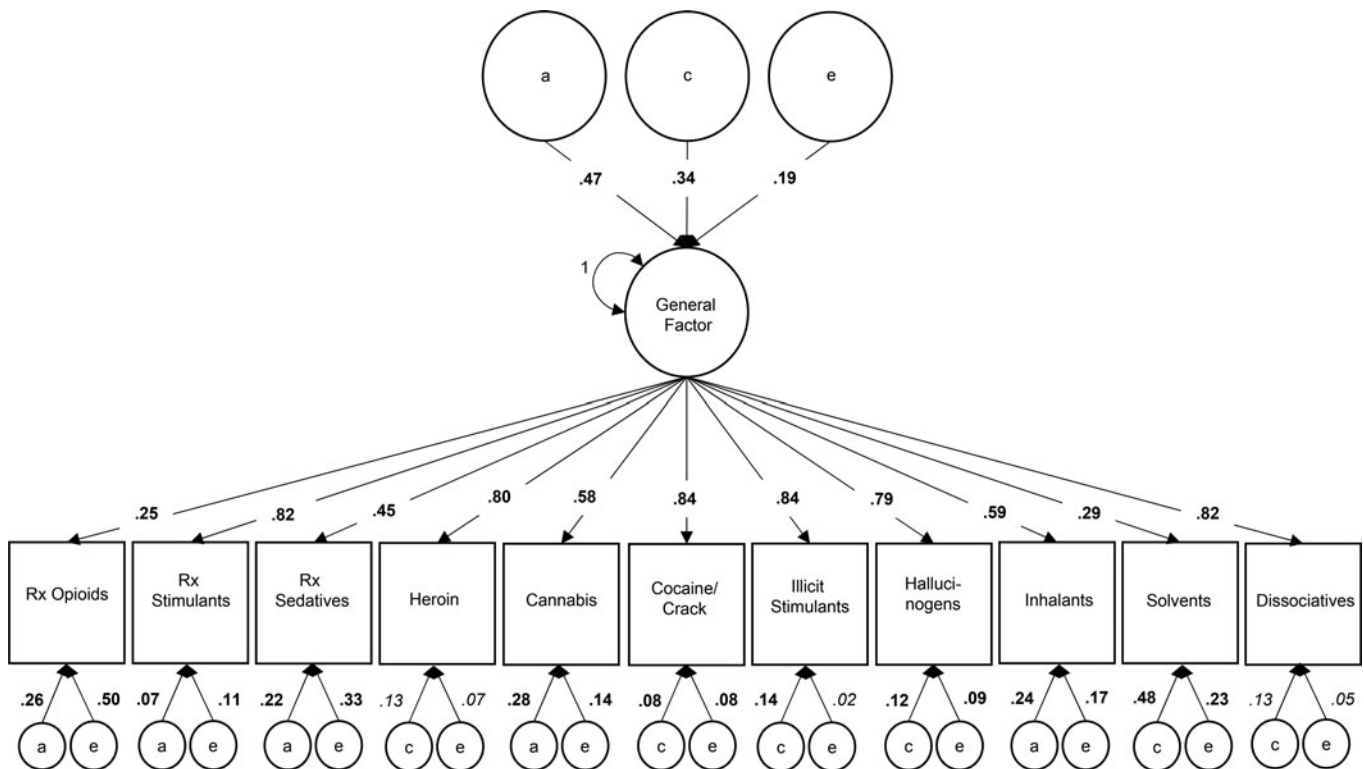 a c e
.47 .34 .19
1
General
Factor
.25 .82 .45 .80 .58 .84 .84 .79 .59 .29 .82
Rx Opioids
Rx
Stimulants
Rx
Sedatives
Heroin
Cannabis
Cocaine/
Crack
Illicit
Stimulants
Halluci-
nogens
Inhalants
Solvents
Dissociatives
.26 .50 .07 .11 .22 .33 .13 .07 .28 .14 .08 .08 .14 .02 .12 .09 .24 .17 .48 .23 .13 .05
a e a e a e c e a e c e c e c e a e c e c e